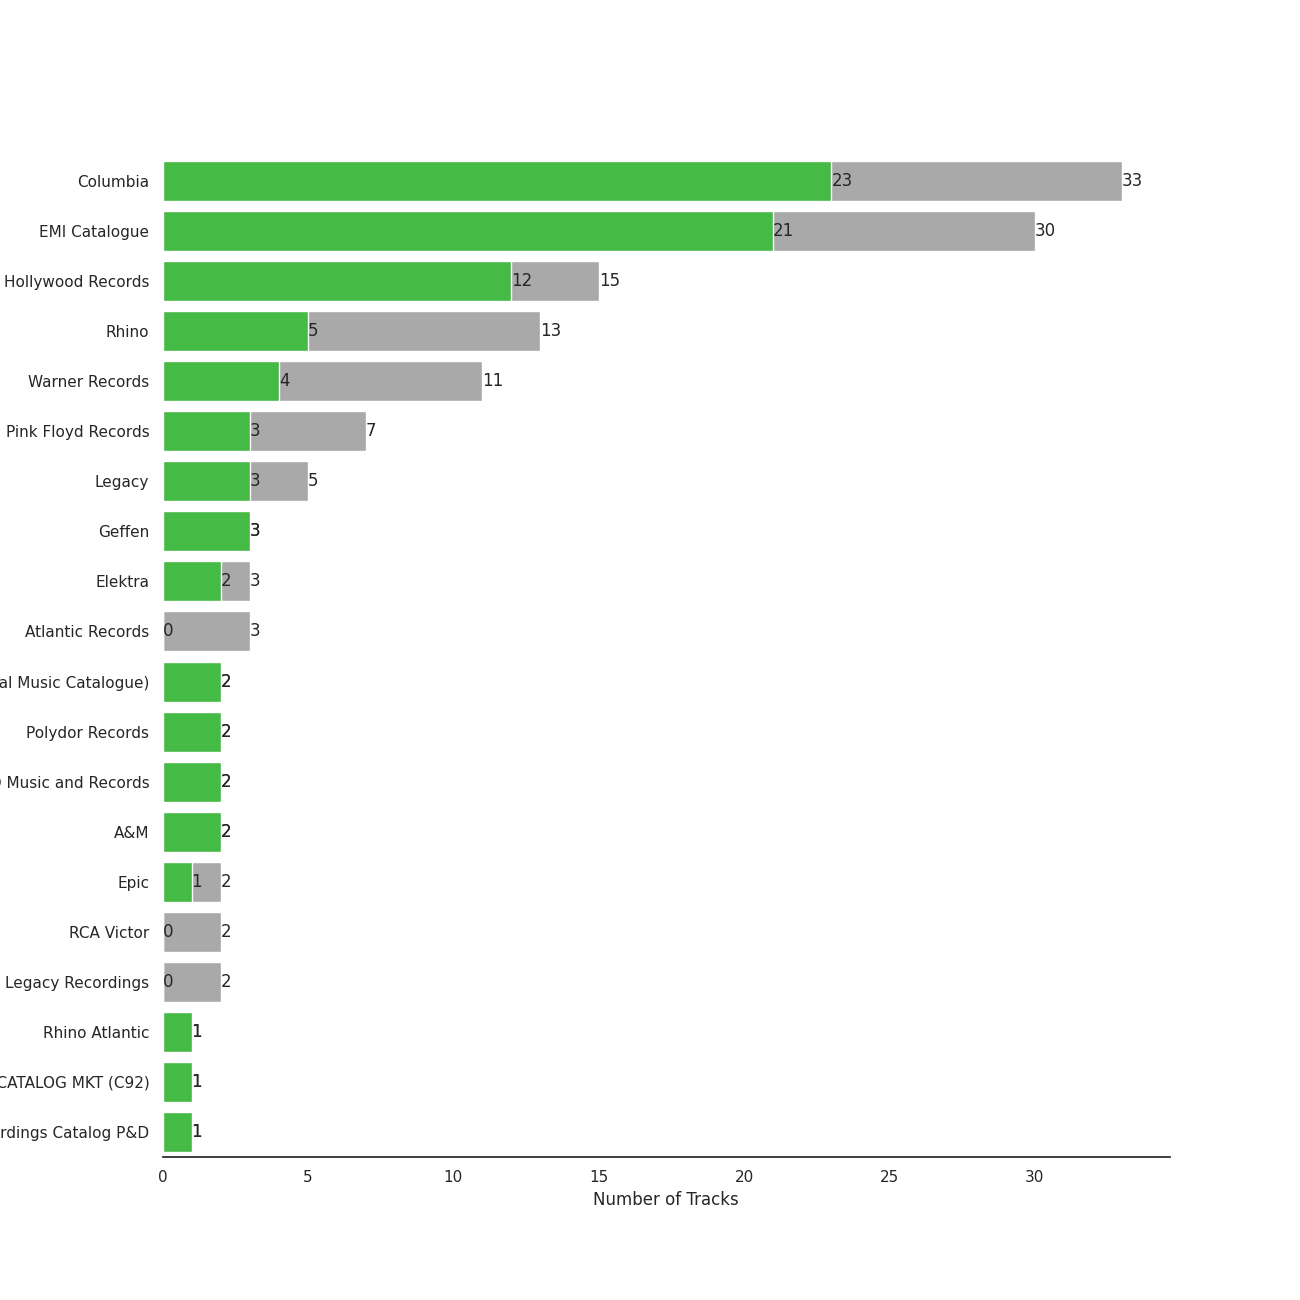 Columbia 23 33
EMI Catalogue 21 30
Hollywood Records 12 15
Rhino 5 13
Warner Records 4 11
Pink Floyd Records 3 7
Legacy 3 5
Geffen 3
Elektra 2 3
Atlantic Records 0 3
al Music Catalogue) 2
Polydor Records 2
Music and Records 2
A&M 2
Epic 1 2
RCA Victor 0 2
Legacy Recordings 0 2
Rhino Atlantic 1
CATALOG MKT (C92) 1
rdings Catalog P&D 1
0 5 10 15 20 25 30
Number of Tracks